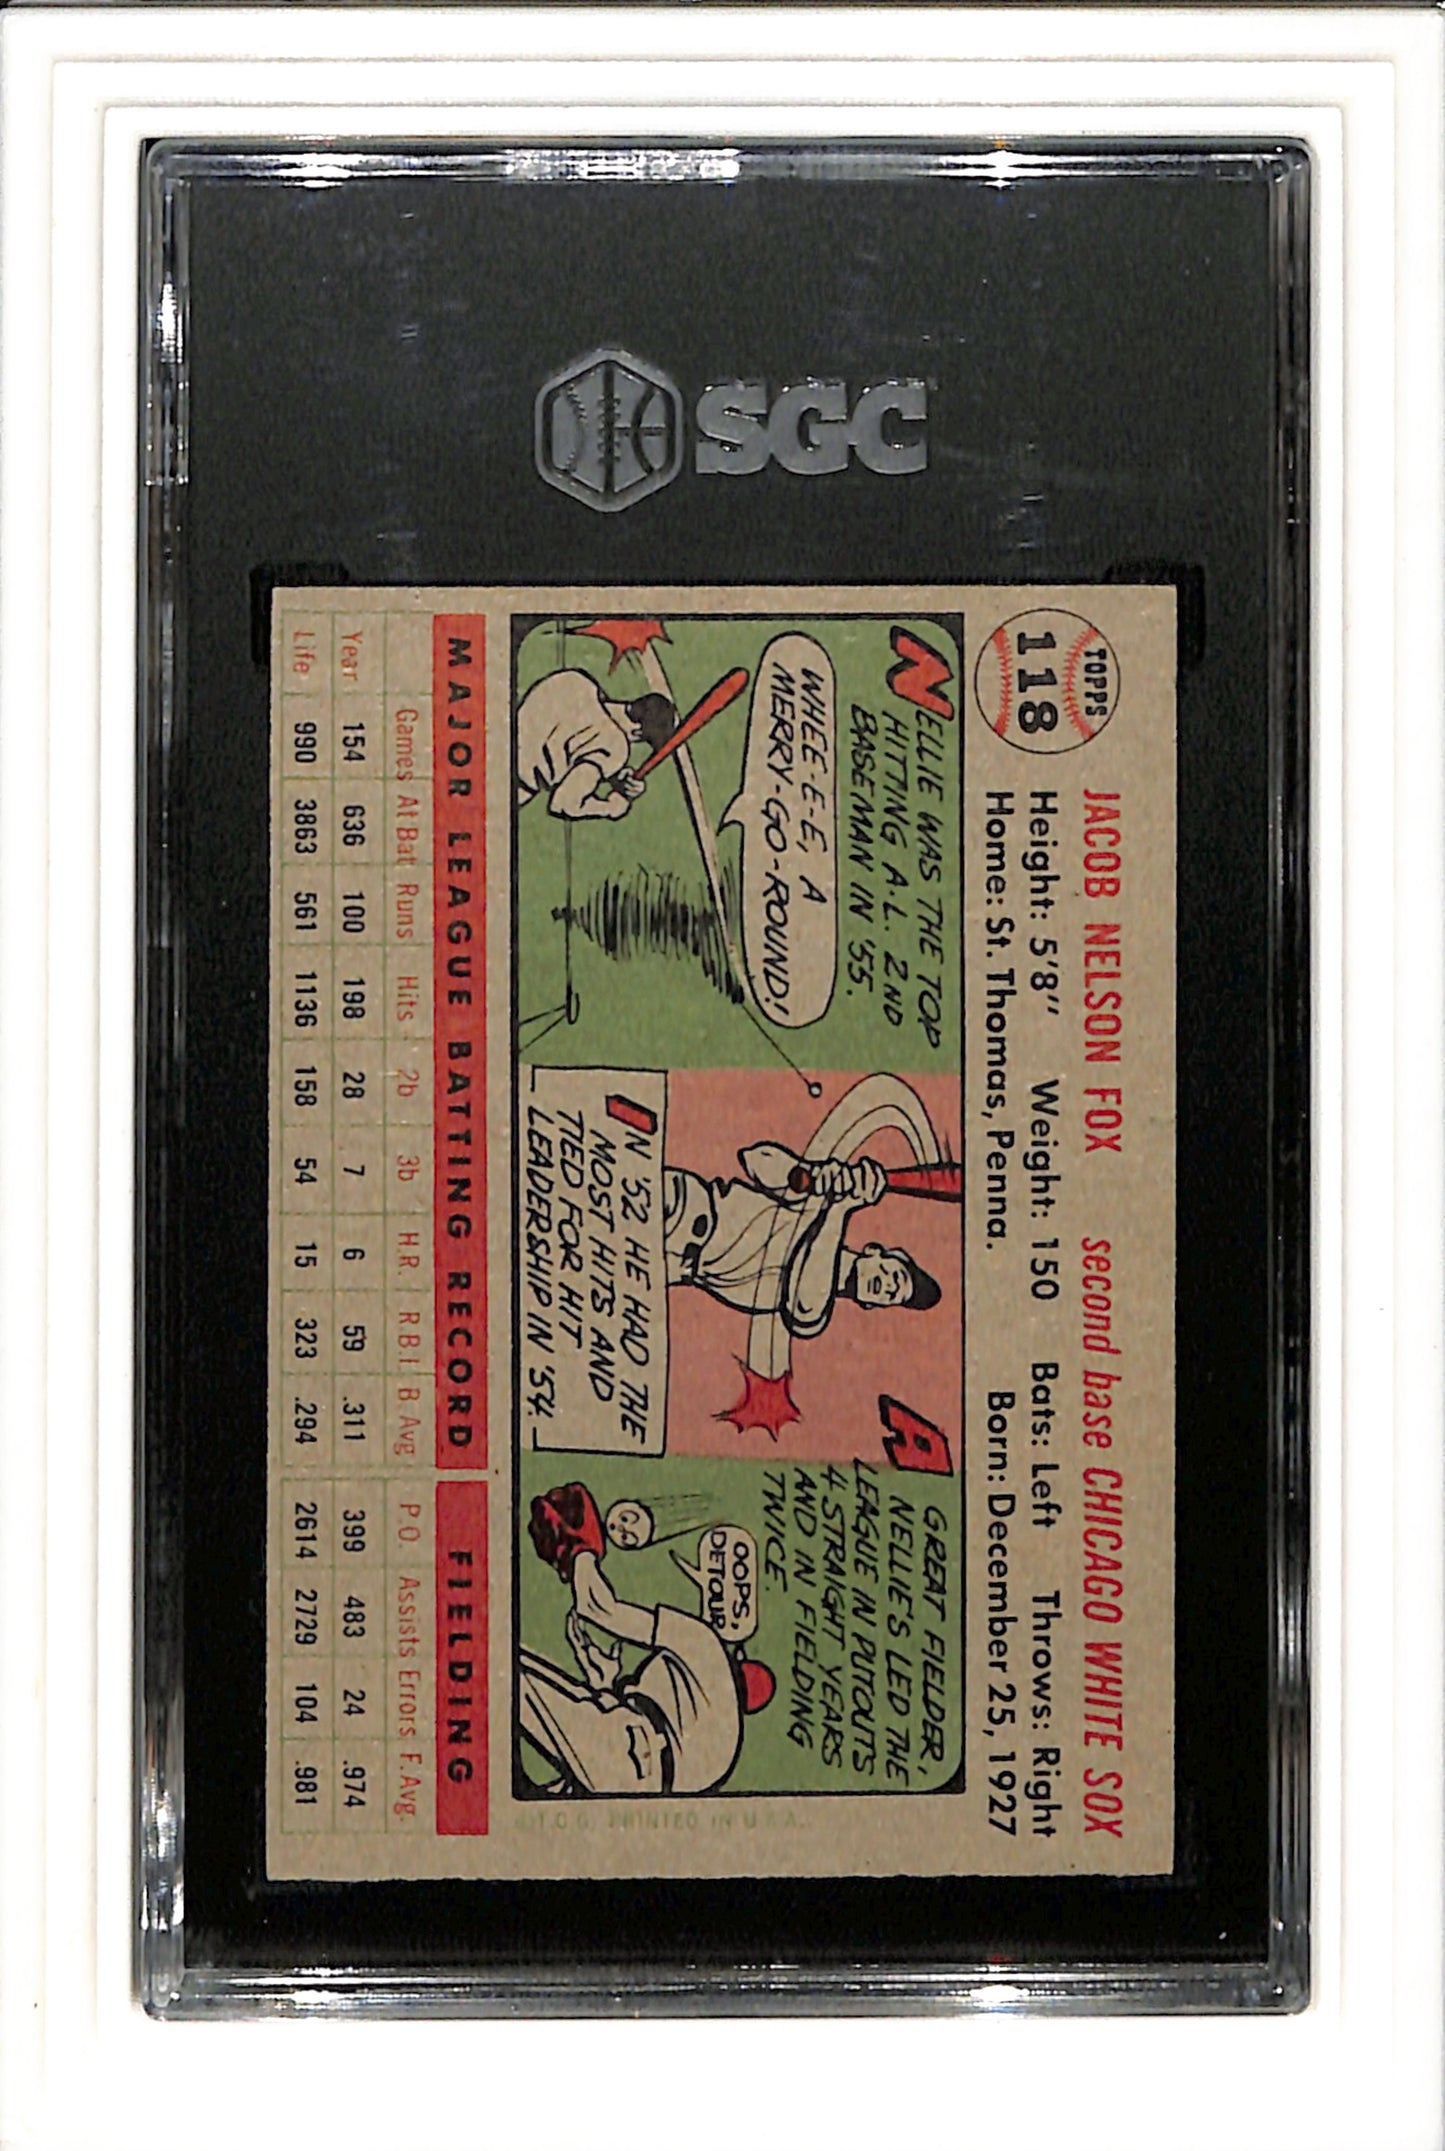 SGC
TOPPS
118
JACOB NELSON FOX second base CHICAGO WHITE SOX
Height: 5'8" Weight: 150 Bats: Left Throws: Right
Home: St. Thomas, Penna. Born: December 25, 1927
NELLIE WAS THE TOP
HITTING A.L. 2ND
BASEMAN IN '55.
WHEE-E-E, A
MERRY-GO-ROUND!
IN '52 HE HAD THE
MOST HITS AND
TIED FOR HIT
LEADERSHIP IN '54.
A GREAT FIELDER,
NELLIE'S LED THE
LEAGUE IN PUTOUTS
4 STRAIGHT YEARS
AND IN FIELDING
TWICE.
OOPS,
DETOUR
©T.C.G. PRINTED IN U.S.A.
MAJOR LEAGUE BATTING RECORD FIELDING
Games At Bat Runs Hits 2b 3b H.R. R.B.I. B Avg. P.O. Assists Errors F. Avg.
Year 154 636 100 198 28 7 6 59 .311 399 483 24 .974
Life 990 3863 561 1136 158 54 15 323 .294 2614 2729 104 .981